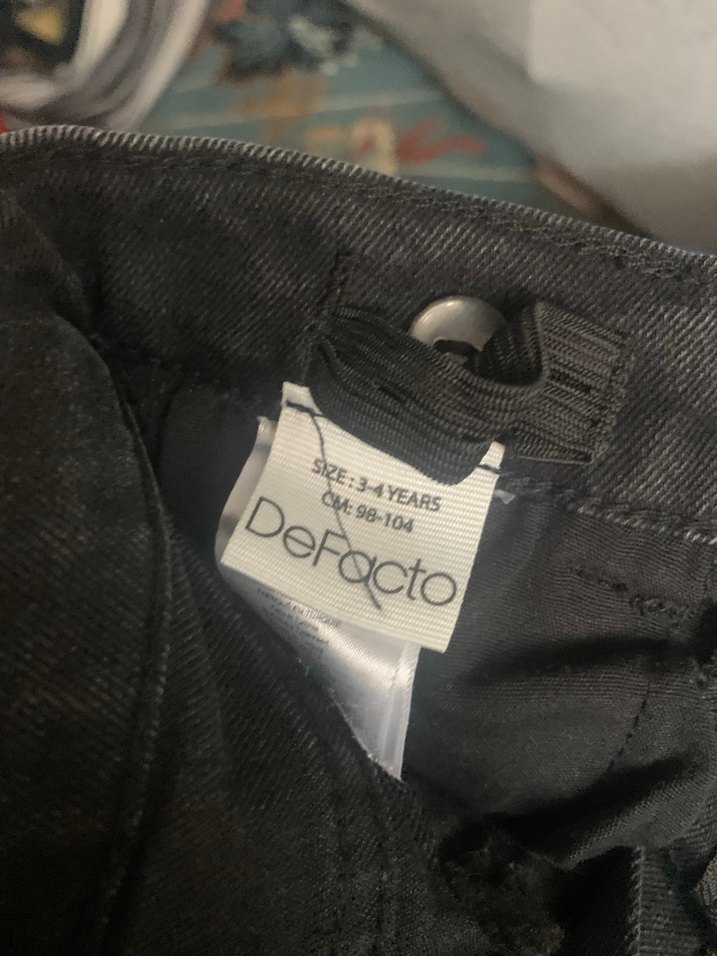 SIZE : 3-4 YEARS
CM: 98-104
DeFacto